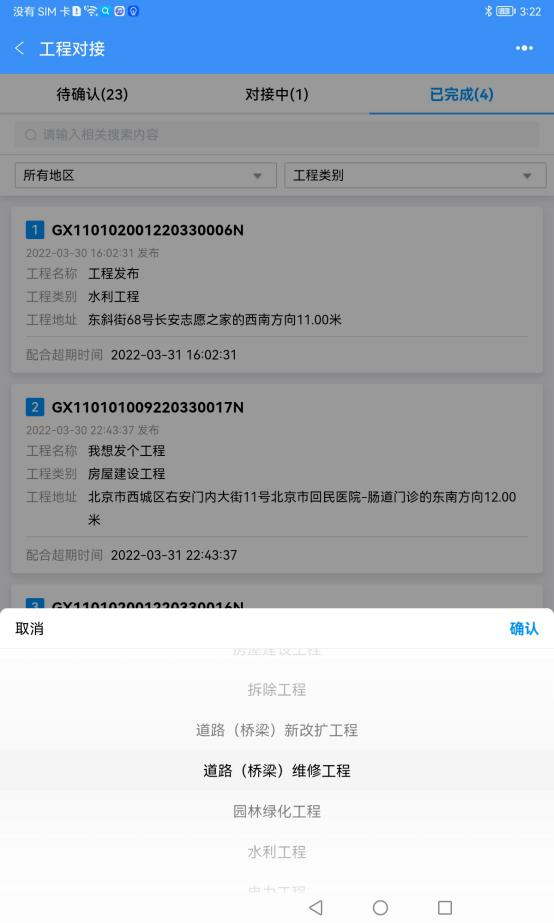 没有 SIM 卡
3:22
工程对接
待确认(23)
对接中(1)
已完成(4)
请输入相关搜索内容
所有地区
工程类别
1 GX110102001220330006N
2022-03-30 16:02:31 发布
工程名称 工程发布
工程类别 水利工程
工程地址 东斜街68号长安志愿之家的西南方向11.00米
配合超期时间 2022-03-31 16:02:31
2 GX110101009220330017N
2022-03-30 22:43:37 发布
工程名称 我想发个工程
工程类别 房屋建设工程
工程地址 北京市西城区右安门内大街11号北京市回民医院-肠道门诊的东南方向12.00
米
配合超期时间 2022-03-31 22:43:37
3 GX110102001220330016N
取消
确认
房屋建设工程
拆除工程
道路（桥梁）新改扩工程
道路（桥梁）维修工程
园林绿化工程
水利工程
电力工程